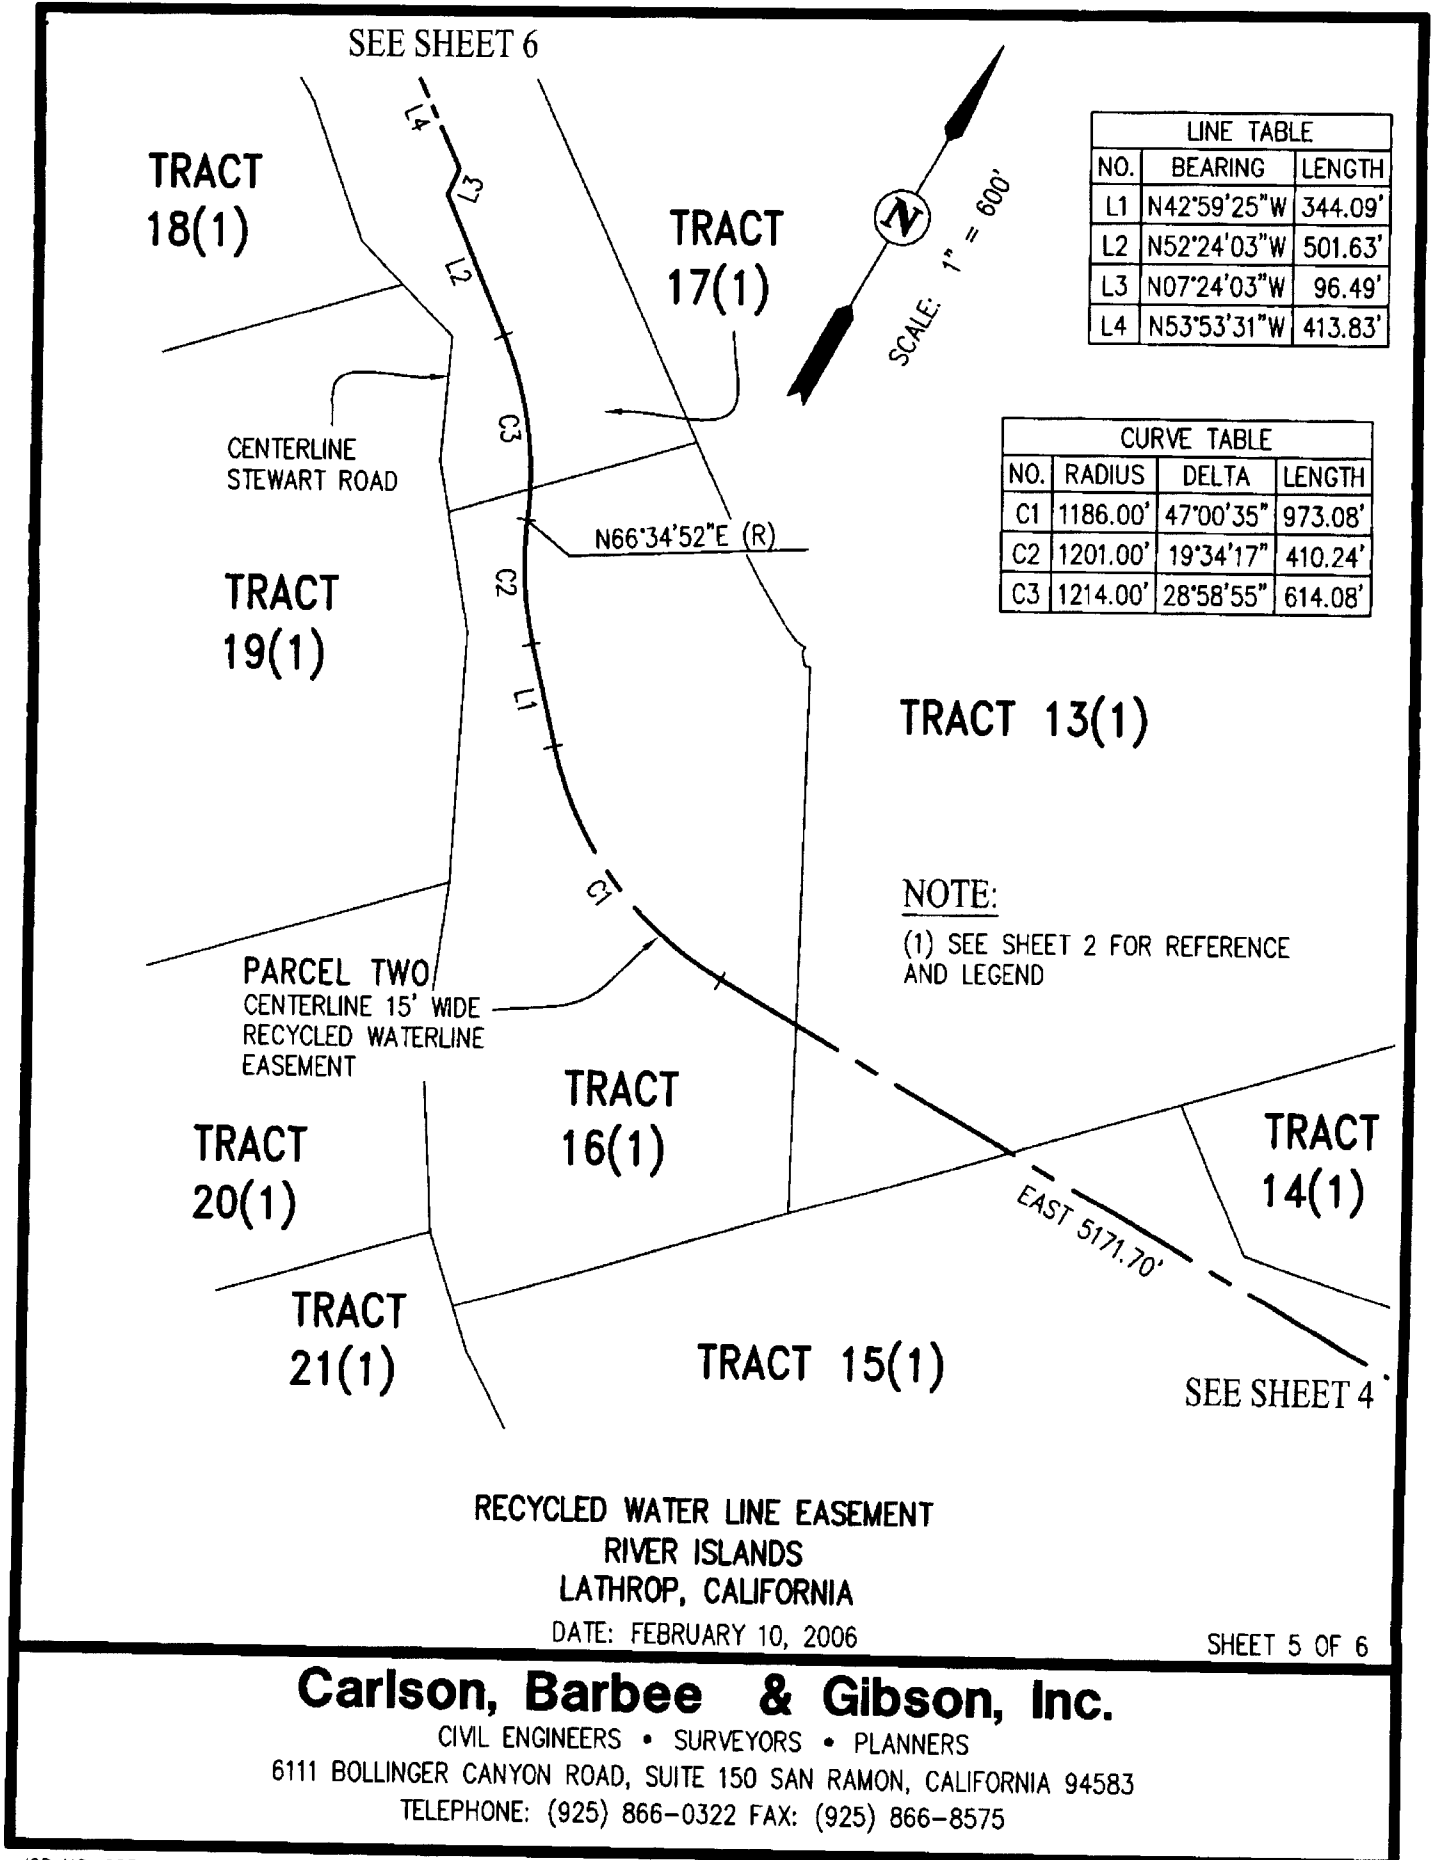 SEE SHEET 6
L4
L3
L2
TRACT
18(1)
TRACT
17(1)
N
SCALE: 1" = 600'
LINE TABLE
NO. BEARING LENGTH
L1 N42°59'25"W 344.09'
L2 N52°24'03"W 501.63'
L3 N07°24'03"W 96.49'
L4 N53°53'31"W 413.83'
CENTERLINE
STEWART ROAD
C3
CURVE TABLE
NO. RADIUS DELTA LENGTH
C1 1186.00' 47°00'35" 973.08'
C2 1201.00' 19°34'17" 410.24'
C3 1214.00' 28°58'55" 614.08'
N66°34'52"E (R)
C2
TRACT
19(1)
L1
TRACT 13(1)
C1
NOTE:
(1) SEE SHEET 2 FOR REFERENCE
AND LEGEND
PARCEL TWO
CENTERLINE 15' WIDE
RECYCLED WATERLINE
EASEMENT
TRACT
16(1)
TRACT
20(1)
TRACT
14(1)
EAST 5171.70'
TRACT
21(1)
TRACT 15(1)
SEE SHEET 4
RECYCLED WATER LINE EASEMENT
RIVER ISLANDS
LATHROP, CALIFORNIA
DATE: FEBRUARY 10, 2006
SHEET 5 OF 6
Carlson, Barbee & Gibson, Inc.
CIVIL ENGINEERS • SURVEYORS • PLANNERS
6111 BOLLINGER CANYON ROAD, SUITE 150 SAN RAMON, CALIFORNIA 94583
TELEPHONE: (925) 866-0322 FAX: (925) 866-8575